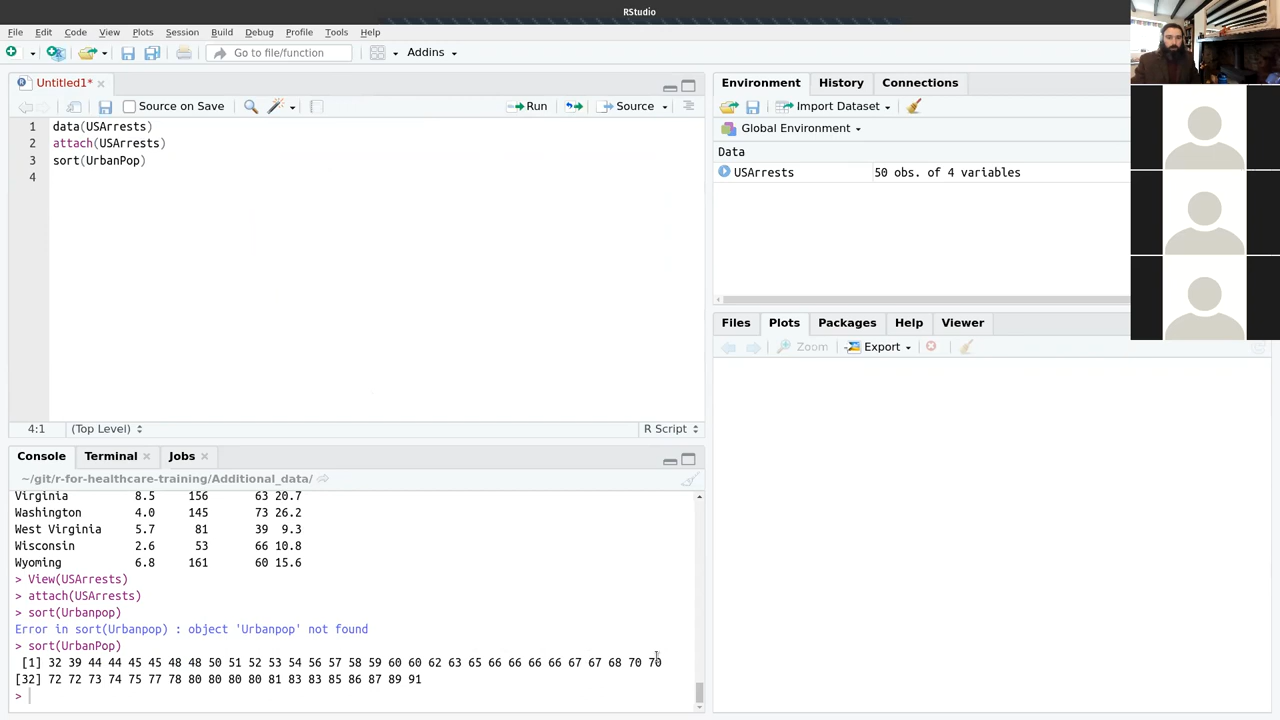 RStudio
File Edit Code View Plots Session Build Debug Profile Tools Help
Go to file/function Addins
Untitled1*
Source on Save Run Source
1 data(USArrests)
2 attach(USArrests)
3 sort(UrbanPop)
4
4:1 (Top Level) R Script
Console Terminal Jobs
~/git/r-for-healthcare-training/Additional_data/
Virginia 8.5 156 63 20.7
Washington 4.0 145 73 26.2
West Virginia 5.7 81 39 9.3
Wisconsin 2.6 53 66 10.8
Wyoming 6.8 161 60 15.6
> View(USArrests)
> attach(USArrests)
> sort(Urbanpop)
Error in sort(Urbanpop) : object 'Urbanpop' not found
> sort(UrbanPop)
[1] 32 39 44 44 45 45 48 48 50 51 52 53 54 56 57 58 59 60 60 62 63 65 66 66 66 66 67 67 68 70 70
[32] 72 72 73 74 75 77 78 80 80 80 80 81 83 83 85 86 87 89 91
>
Environment History Connections
Import Dataset
Global Environment
Data
USArrests 50 obs. of 4 variables
Files Plots Packages Help Viewer
Zoom Export